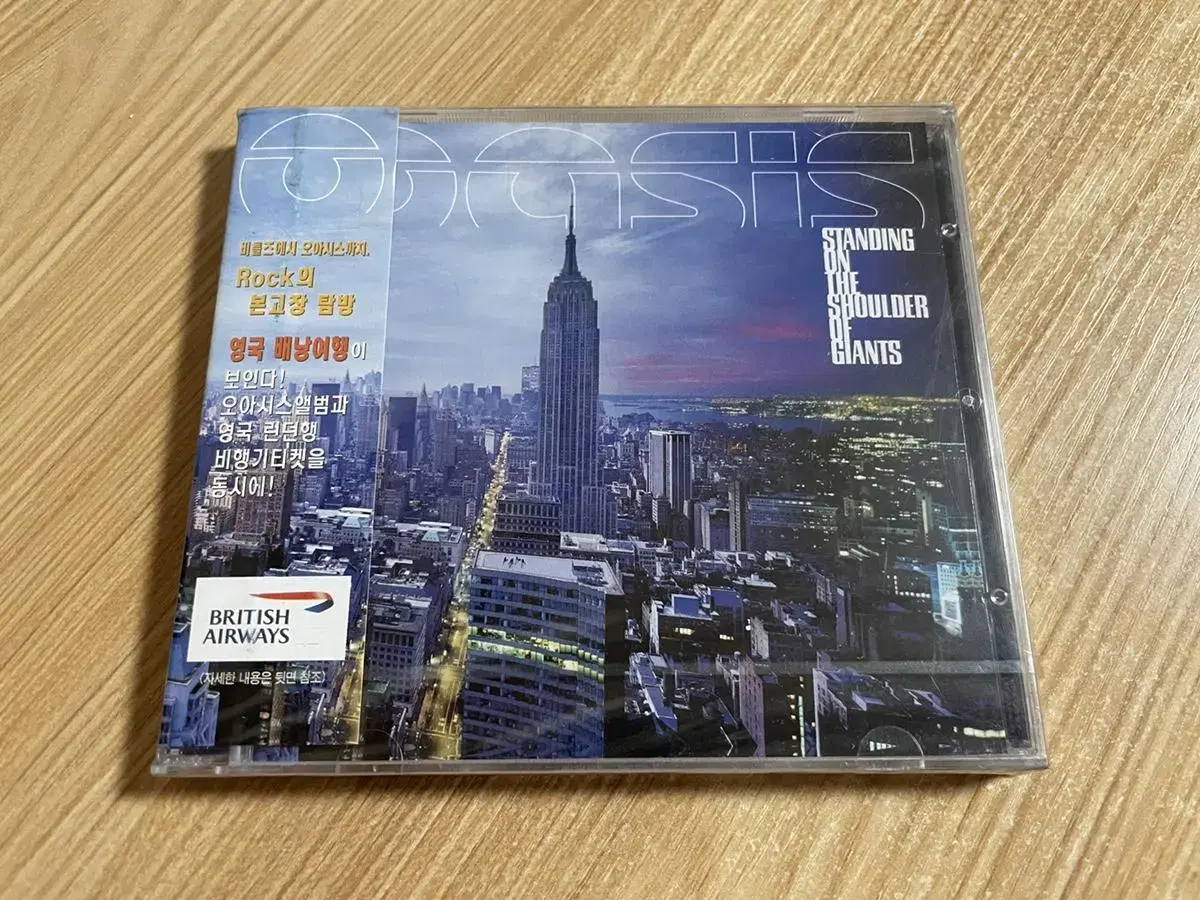 oasis
STANDING
ON
THE
SHOULDER
OF
GIANTS
비틀즈에서 오아시스까지.
Rock의
본고장 탐방
영국 배낭여행이
보인다!
오아시스앨범과
영국 런던행
비행기티켓을
동시에!
BRITISH
AIRWAYS
(자세한 내용은 뒷면 참조)